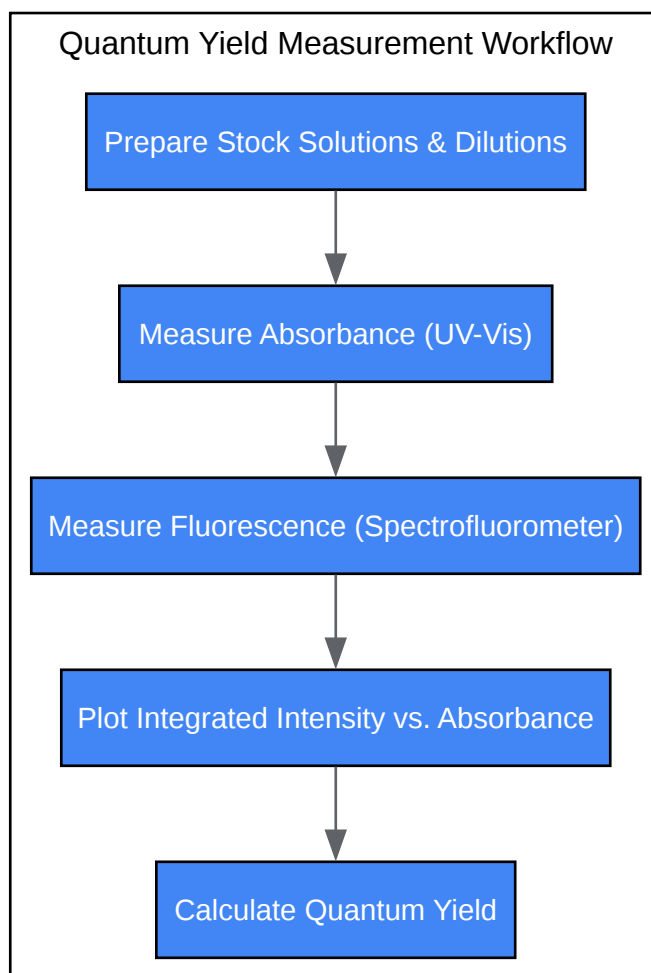 Quantum Yield Measurement Workflow
Prepare Stock Solutions & Dilutions
Measure Absorbance (UV-Vis)
Measure Fluorescence (Spectrofluorometer)
Plot Integrated Intensity vs. Absorbance
Calculate Quantum Yield